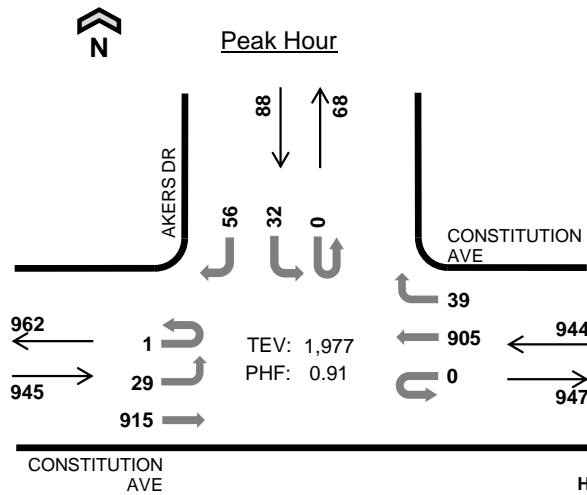 N
Peak Hour
88
68
AKERS DR
56
32
0
CONSTITUTION
AVE
39
962
944
1
TEV: 1,977
905
945
29
PHF: 0.91
0
947
915
CONSTITUTION
AVE
H